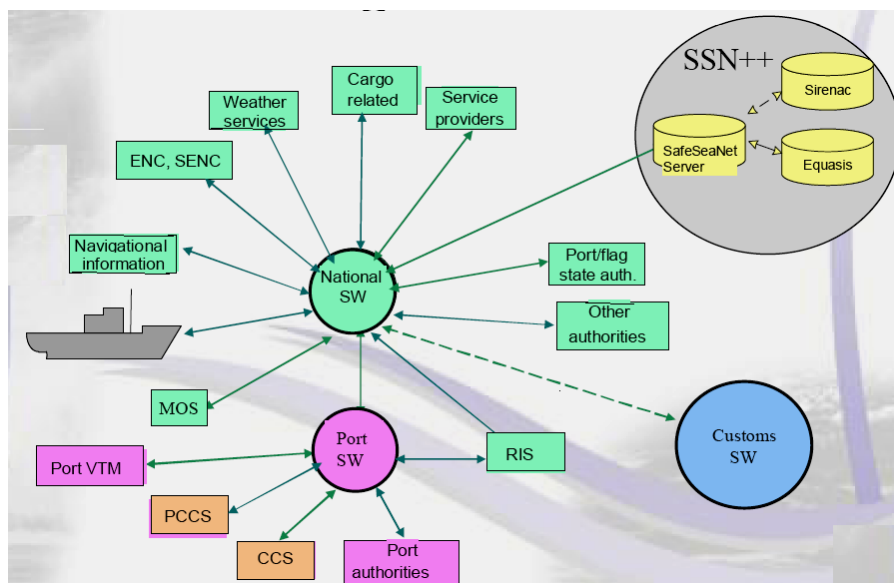 SSN++
Sirenac
SafeSeaNet
Server
Equasis
Cargo
related
Weather
services
Service
providers
ENC, SENC
Navigational
information
National
SW
Port/flag
state auth.
Other
authorities
MOS
Port
SW
RIS
Customs
SW
Port VTM
PCCS
CCS
Port
authorities